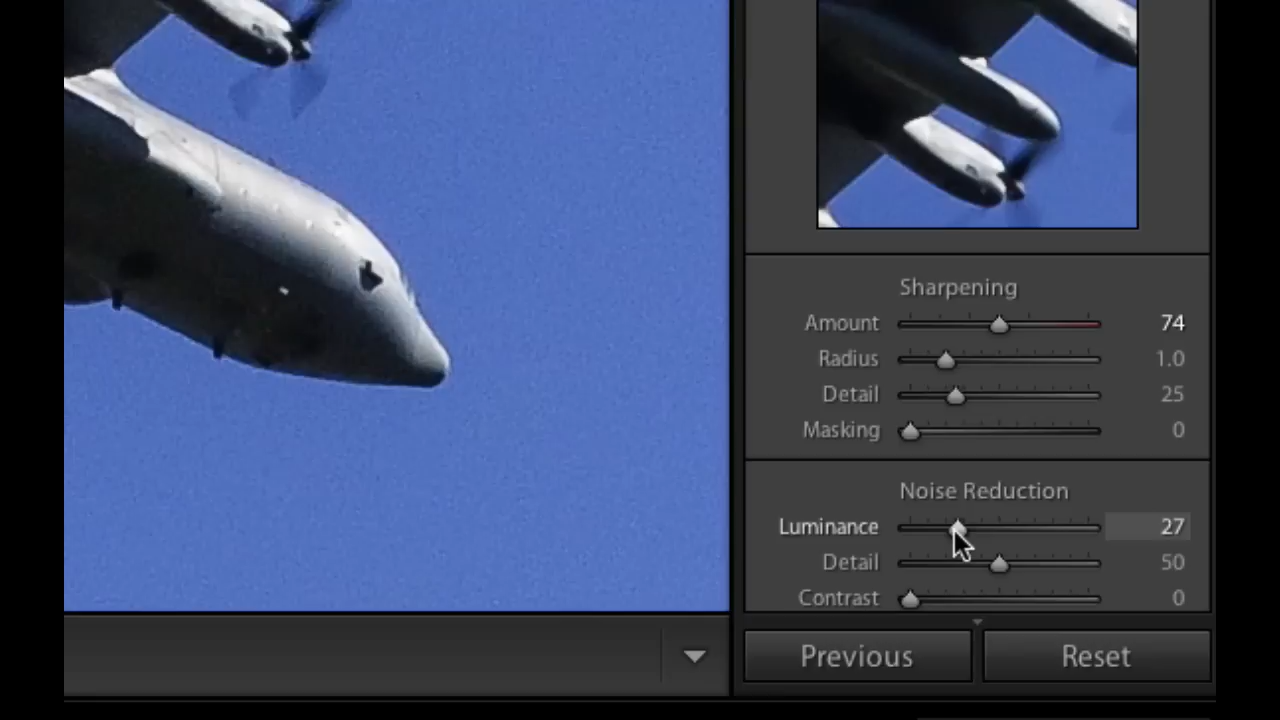 Sharpening
Amount 74
Radius 1.0
Detail 25
Masking 0
Noise Reduction
Luminance 27
Detail 50
Contrast 0
Previous Reset